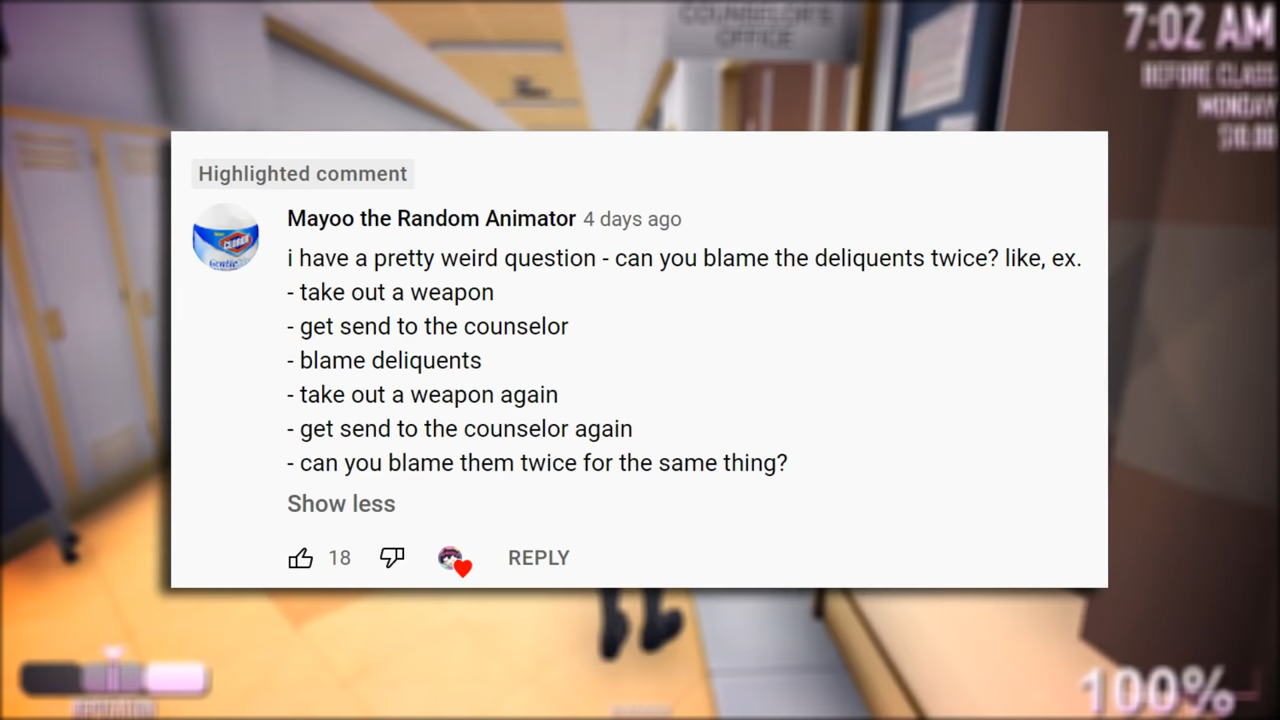 COUNSELOR'S
OFFICE
7:02 AM
BEFORE CLASS
MONDAY
Highlighted comment
Mayoo the Random Animator 4 days ago
CLOROX
Gentle
i have a pretty weird question - can you blame the deliquents twice? like, ex.
- take out a weapon
- get send to the counselor
- blame deliquents
- take out a weapon again
- get send to the counselor again
- can you blame them twice for the same thing?
Show less
18
REPLY
100%